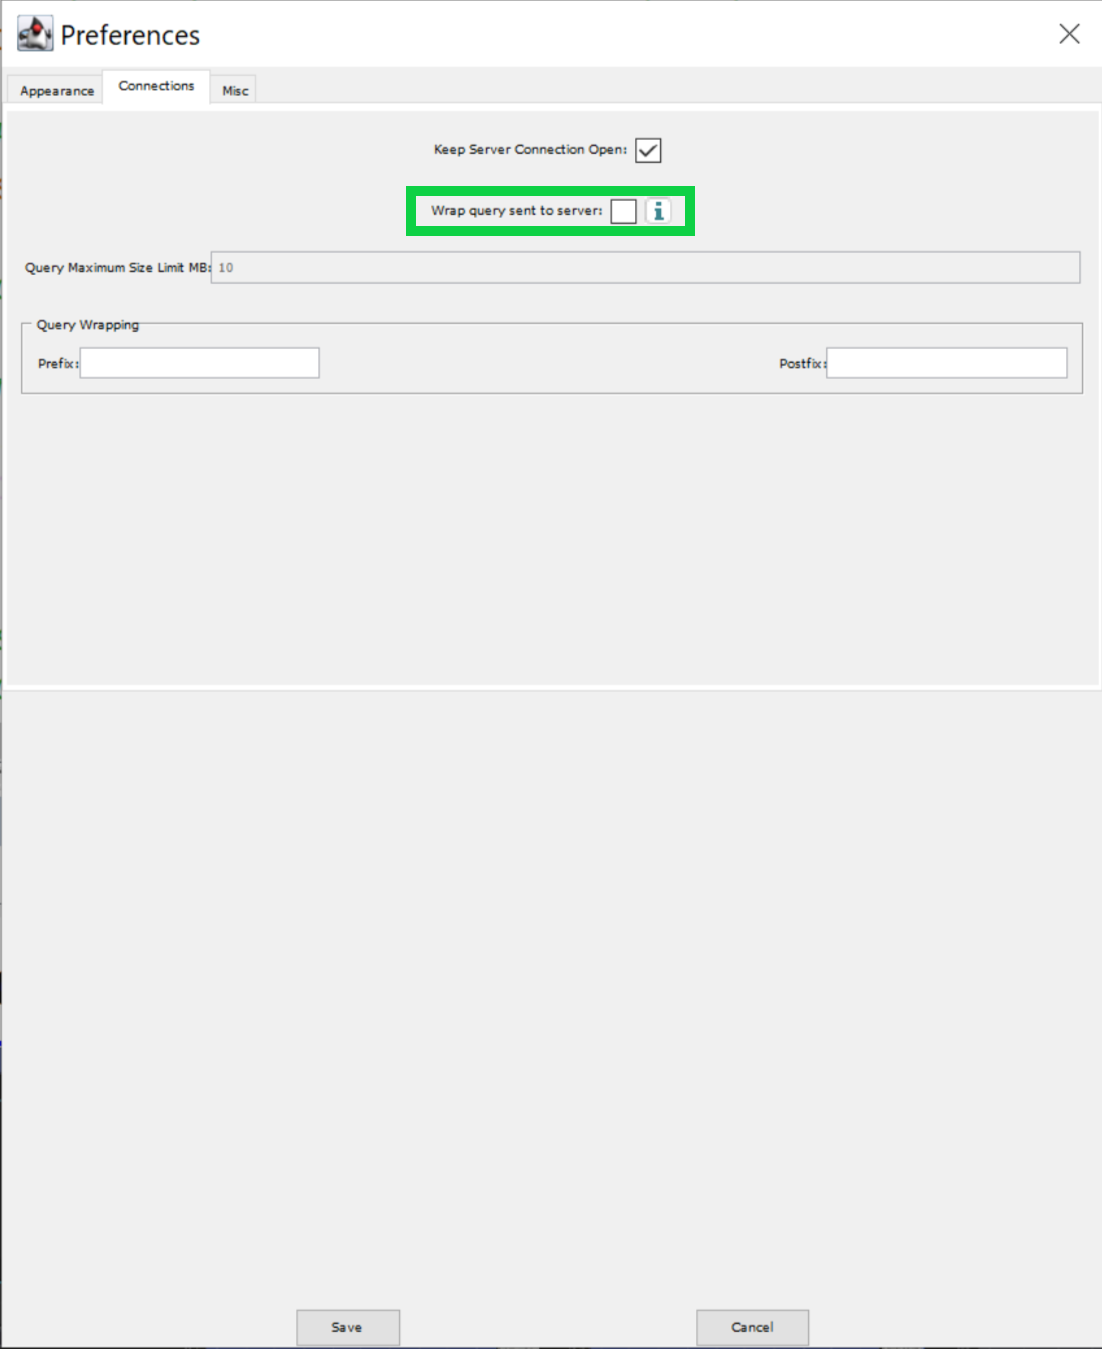 Preferences
Appearance Connections Misc
Keep Server Connection Open:
Wrap query sent to server:
Query Maximum Size Limit MB: 10
Query Wrapping
Prefix: Postfix:
Save Cancel